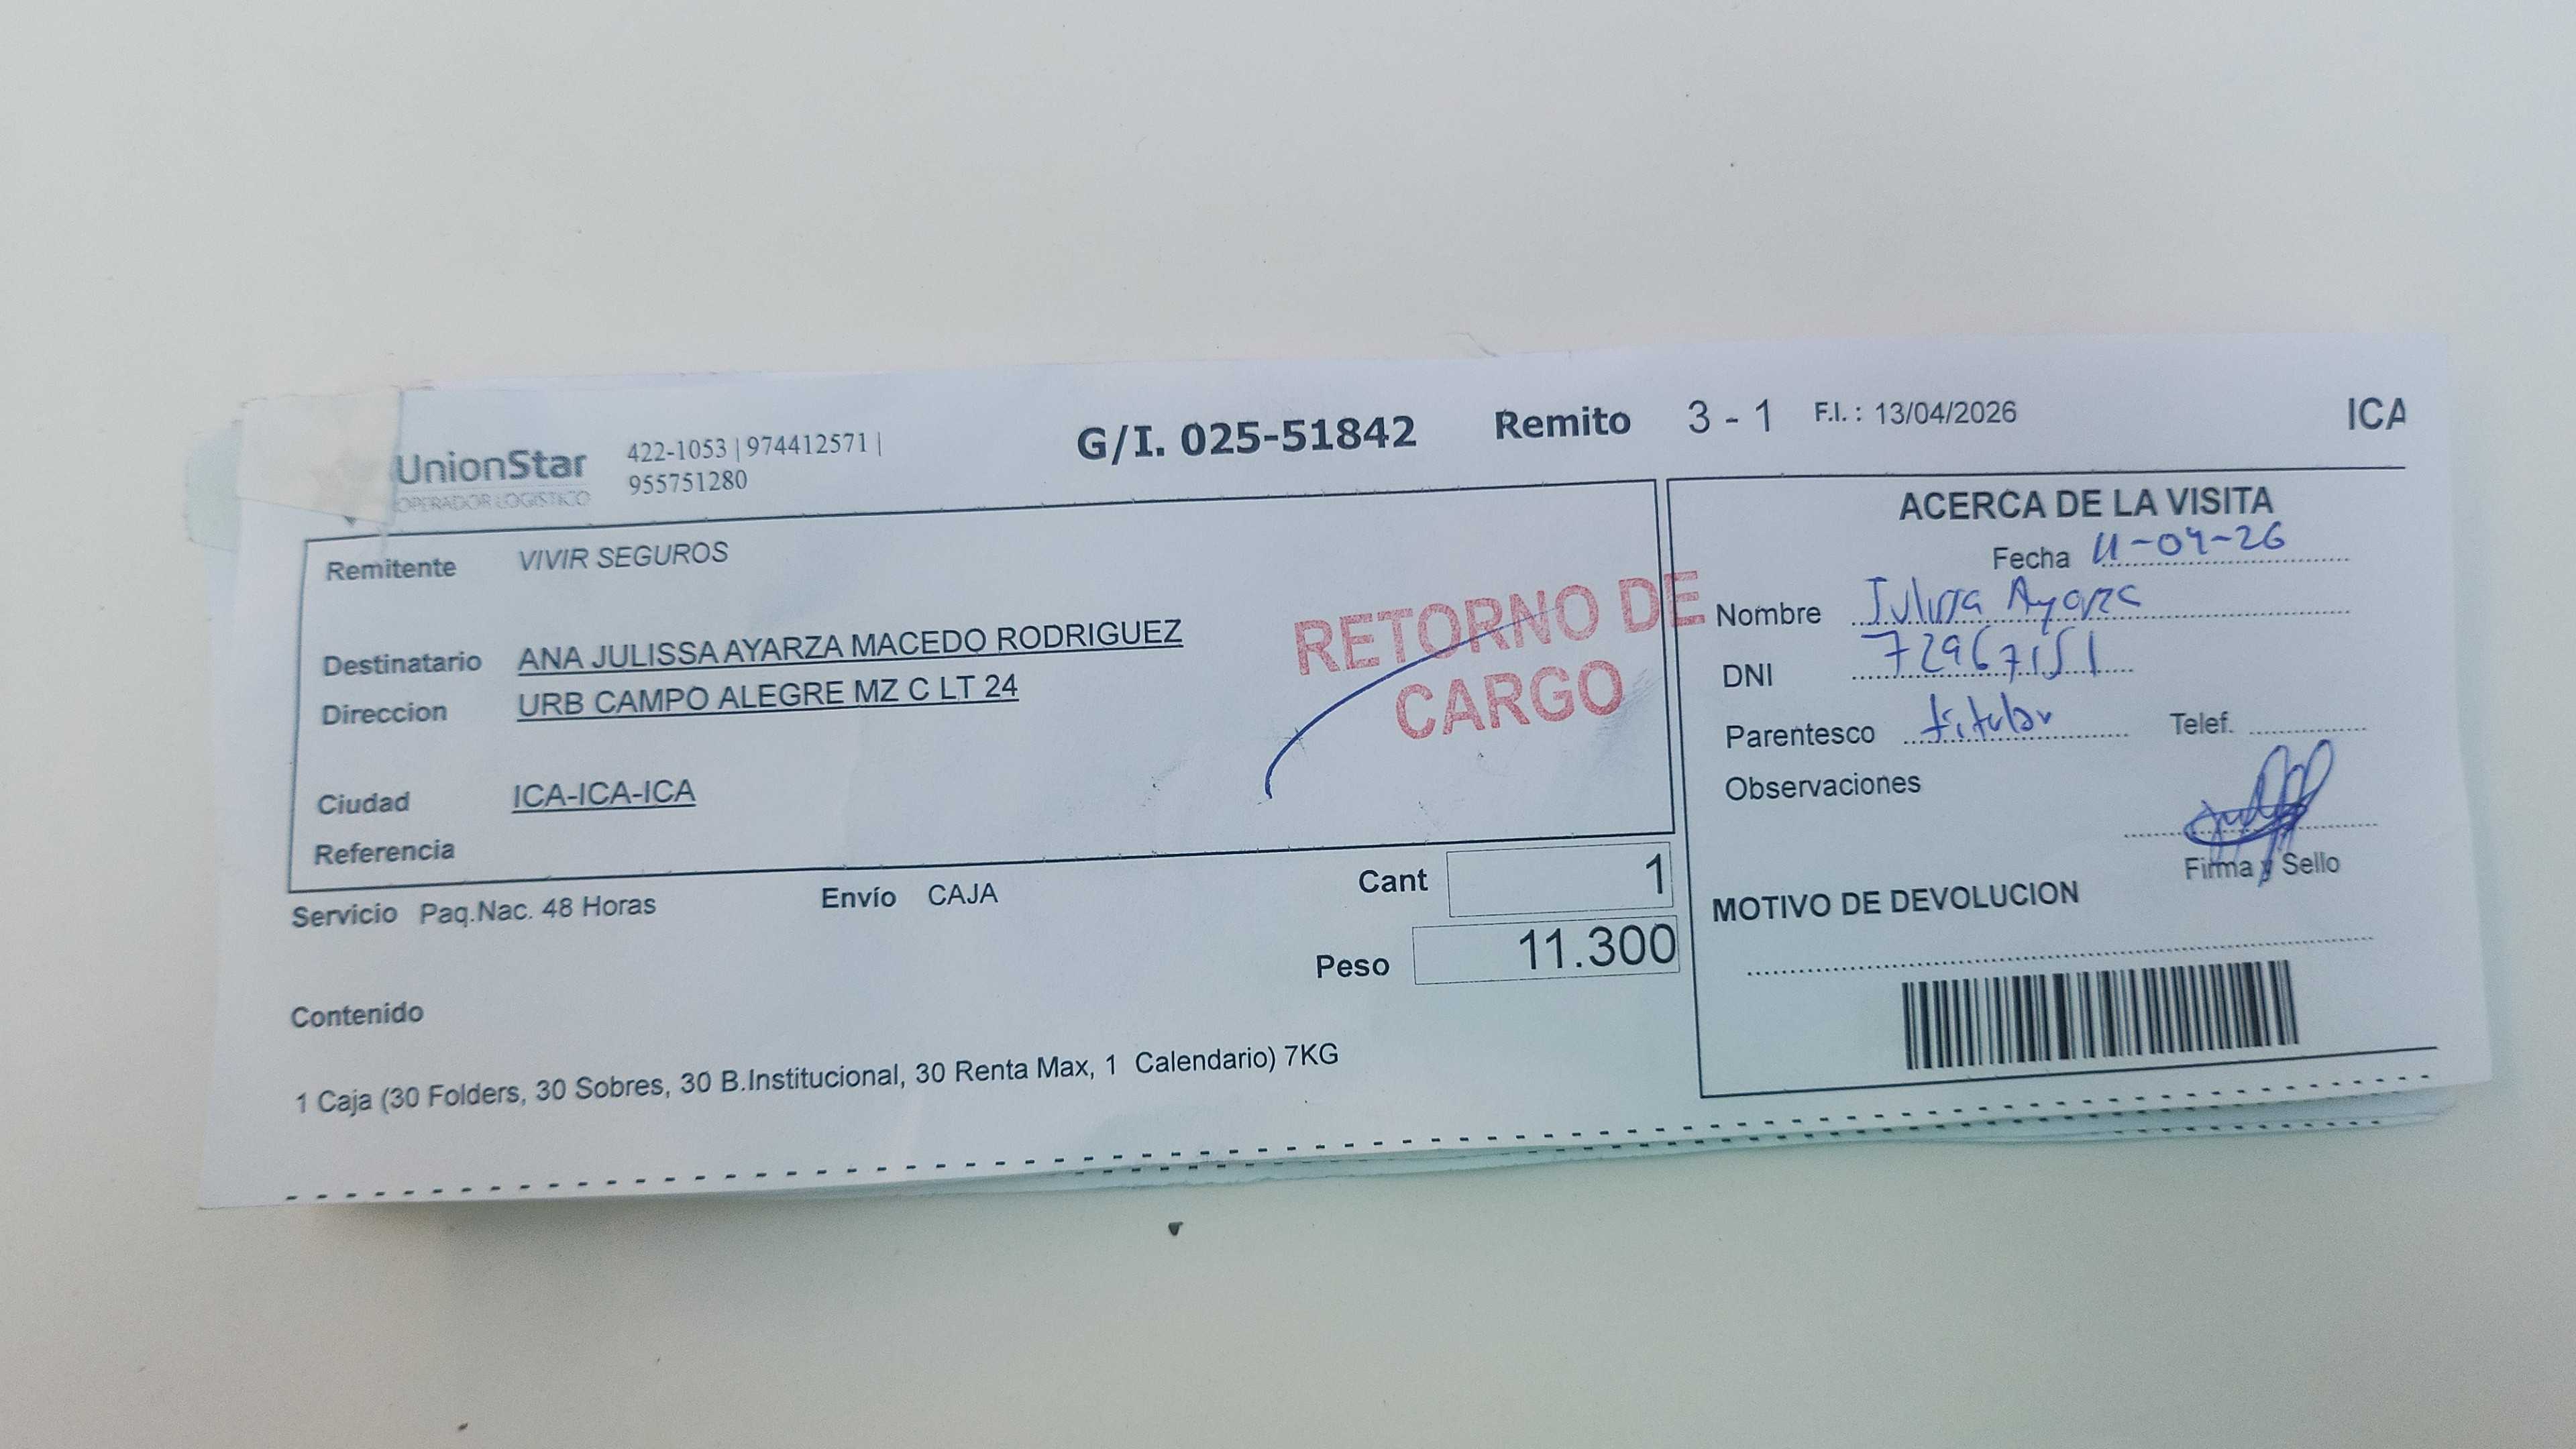 UnionStar
OPERADOR LOGISTICO
422-1053 | 974412571 |
955751280
G/I. 025-51842 Remito 3 - 1 F.I. : 13/04/2026 ICA
Remitente VIVIR SEGUROS
Destinatario ANA JULISSA AYARZA MACEDO RODRIGUEZ
Direccion URB CAMPO ALEGRE MZ C LT 24
Ciudad ICA-ICA-ICA
Referencia
RETORNO DE
CARGO
Servicio Paq.Nac. 48 Horas Envío CAJA
Cant 1
Peso 11.300
Contenido
1 Caja (30 Folders, 30 Sobres, 30 B.Institucional, 30 Renta Max, 1 Calendario) 7KG
ACERCA DE LA VISITA
Fecha 11-04-26
Nombre Julissa Ayarza
DNI 72967151
Parentesco titular Telef.
Observaciones
Firma y Sello
MOTIVO DE DEVOLUCION